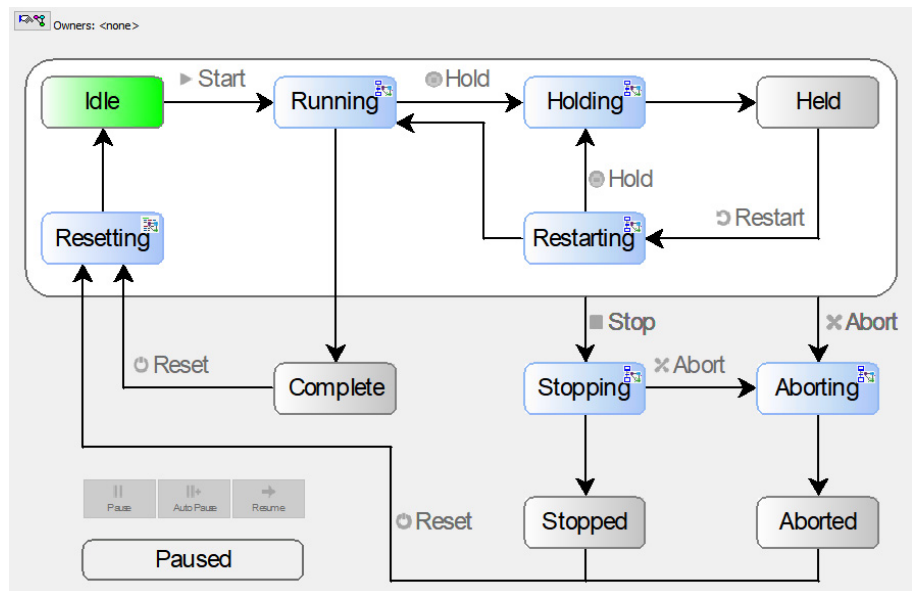 Owners: <none>
Start
Hold
Idle
Running
Holding
Held
Hold
Restart
Resetting
Restarting
Stop
Abort
Reset
Abort
Complete
Stopping
Aborting
Pause
Auto Pause
Resume
Reset
Stopped
Aborted
Paused